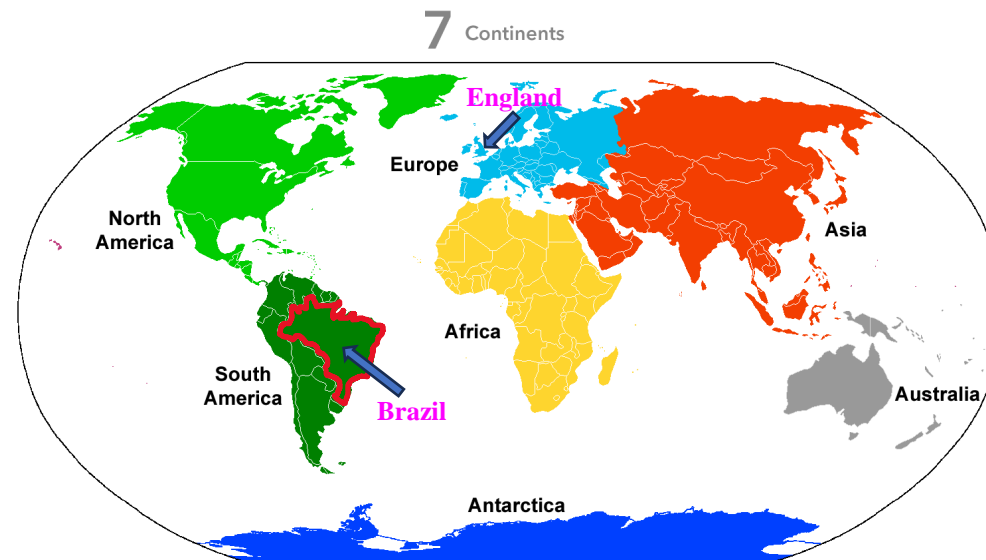 7 Continents
England
Europe
North
America
Asia
Africa
South
America
Australia
Brazil
Antarctica